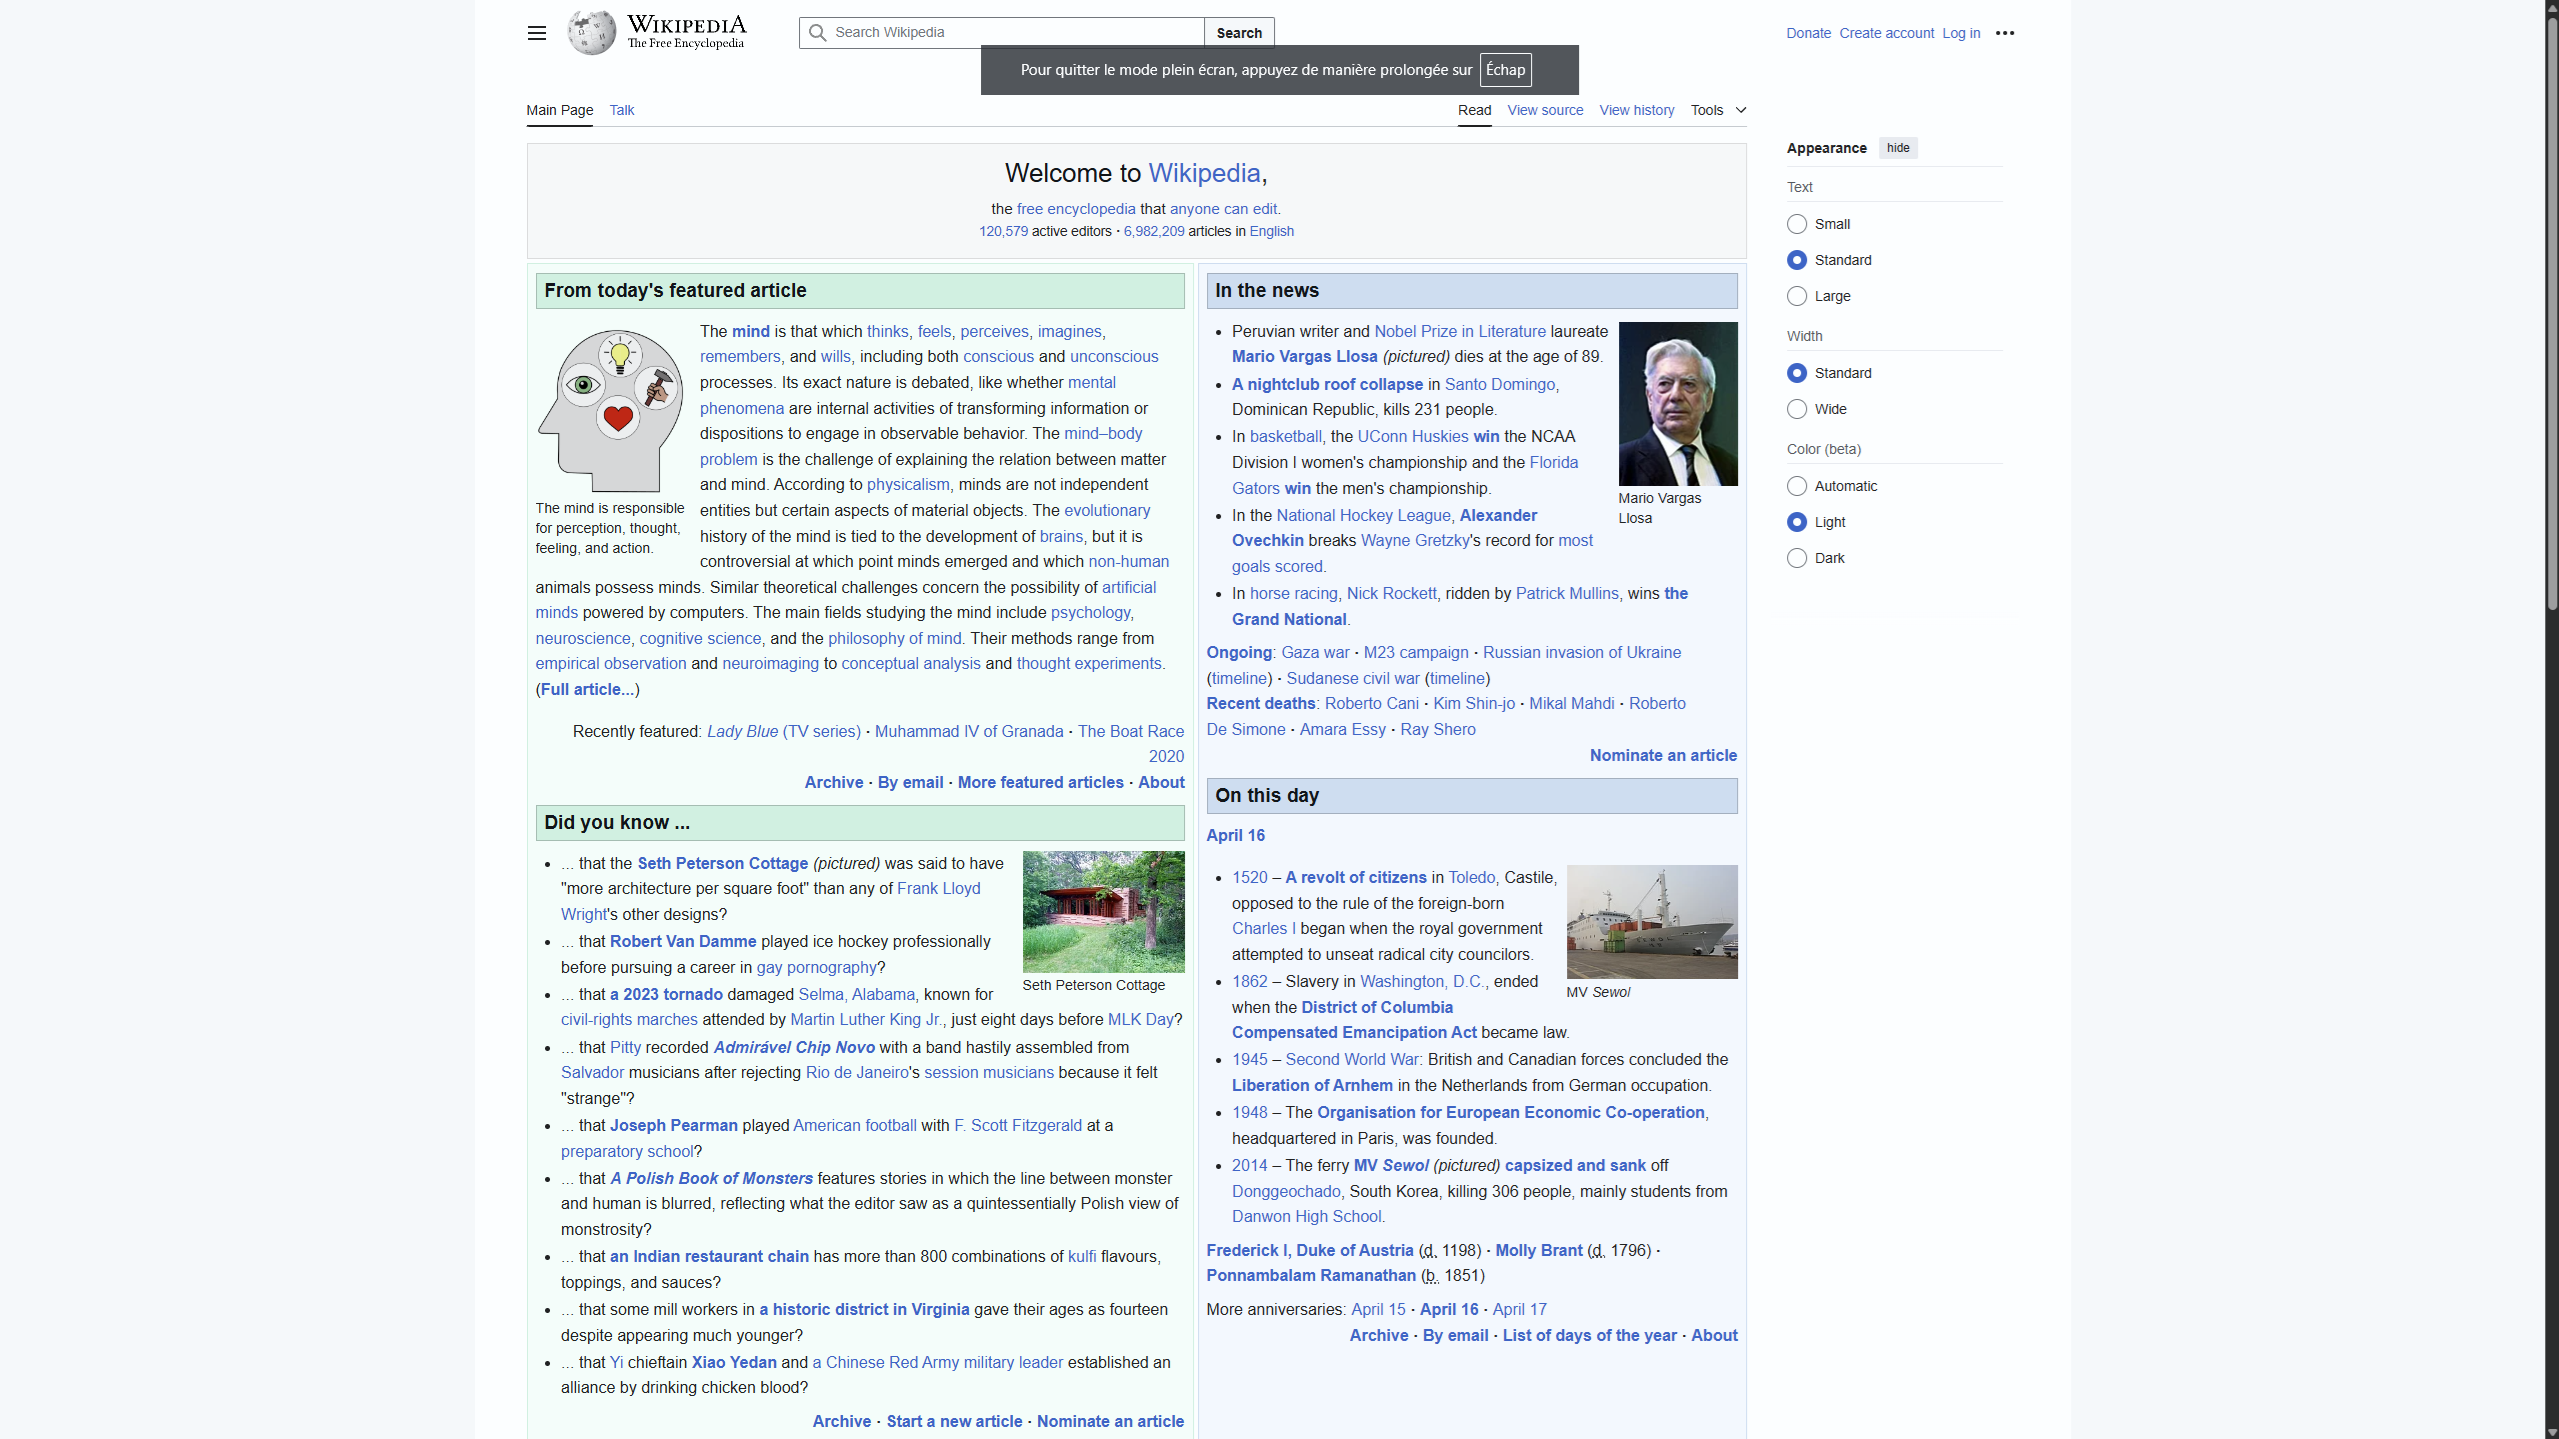 WIKIPEDIA
The Free Encyclopedia
Search Wikipedia
Search
Donate Create account Log in
Pour quitter le mode plein écran, appuyez de manière prolongée sur Échap
Main Page Talk
Read View source View history Tools
Welcome to Wikipedia,
the free encyclopedia that anyone can edit.
120,579 active editors · 6,982,209 articles in English
From today's featured article
The mind is responsible
for perception, thought,
feeling, and action.
The mind is that which thinks, feels, perceives, imagines,
remembers, and wills, including both conscious and unconscious
processes. Its exact nature is debated, like whether mental
phenomena are internal activities of transforming information or
dispositions to engage in observable behavior. The mind–body
problem is the challenge of explaining the relation between matter
and mind. According to physicalism, minds are not independent
entities but certain aspects of material objects. The evolutionary
history of the mind is tied to the development of brains, but it is
controversial at which point minds emerged and which non-human
animals possess minds. Similar theoretical challenges concern the possibility of artificial
minds powered by computers. The main fields studying the mind include psychology,
neuroscience, cognitive science, and the philosophy of mind. Their methods range from
empirical observation and neuroimaging to conceptual analysis and thought experiments.
(Full article...)
Recently featured: Lady Blue (TV series) · Muhammad IV of Granada · The Boat Race
2020
Archive · By email · More featured articles · About
Did you know ...
... that the Seth Peterson Cottage (pictured) was said to have
"more architecture per square foot" than any of Frank Lloyd
Wright's other designs?
... that Robert Van Damme played ice hockey professionally
before pursuing a career in gay pornography?
... that a 2023 tornado damaged Selma, Alabama, known for
civil-rights marches attended by Martin Luther King Jr., just eight days before MLK Day?
... that Pitty recorded Admirável Chip Novo with a band hastily assembled from
Salvador musicians after rejecting Rio de Janeiro's session musicians because it felt
"strange"?
... that Joseph Pearman played American football with F. Scott Fitzgerald at a
preparatory school?
... that A Polish Book of Monsters features stories in which the line between monster
and human is blurred, reflecting what the editor saw as a quintessentially Polish view of
monstrosity?
... that an Indian restaurant chain has more than 800 combinations of kulfi flavours,
toppings, and sauces?
... that some mill workers in a historic district in Virginia gave their ages as fourteen
despite appearing much younger?
... that Yi chieftain Xiao Yedan and a Chinese Red Army military leader established an
alliance by drinking chicken blood?
Seth Peterson Cottage
Archive · Start a new article · Nominate an article
In the news
Peruvian writer and Nobel Prize in Literature laureate
Mario Vargas Llosa (pictured) dies at the age of 89.
A nightclub roof collapse in Santo Domingo,
Dominican Republic, kills 231 people.
In basketball, the UConn Huskies win the NCAA
Division I women's championship and the Florida
Gators win the men's championship.
In the National Hockey League, Alexander
Ovechkin breaks Wayne Gretzky's record for most
goals scored.
In horse racing, Nick Rockett, ridden by Patrick Mullins, wins the
Grand National.
Mario Vargas
Llosa
Ongoing: Gaza war · M23 campaign · Russian invasion of Ukraine
(timeline) · Sudanese civil war (timeline)
Recent deaths: Roberto Cani · Kim Shin-jo · Mikal Mahdi · Roberto
De Simone · Amara Essy · Ray Shero
Nominate an article
On this day
April 16
1520 – A revolt of citizens in Toledo, Castile,
opposed to the rule of the foreign-born
Charles I began when the royal government
attempted to unseat radical city councilors.
1862 – Slavery in Washington, D.C., ended
when the District of Columbia
Compensated Emancipation Act became law.
1945 – Second World War: British and Canadian forces concluded the
Liberation of Arnhem in the Netherlands from German occupation.
1948 – The Organisation for European Economic Co-operation,
headquartered in Paris, was founded.
2014 – The ferry MV Sewol (pictured) capsized and sank off
Donggeochado, South Korea, killing 306 people, mainly students from
Danwon High School.
MV Sewol
Frederick I, Duke of Austria (d. 1198) · Molly Brant (d. 1796) ·
Ponnambalam Ramanathan (b. 1851)
More anniversaries: April 15 · April 16 · April 17
Archive · By email · List of days of the year · About
Appearance hide
Text
Small
Standard
Large
Width
Standard
Wide
Color (beta)
Automatic
Light
Dark